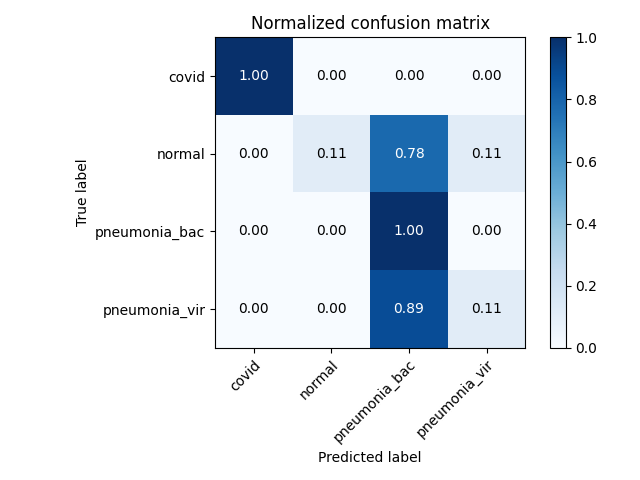 Normalized confusion matrix
True label
covid 1.00 0.00 0.00 0.00
normal 0.00 0.11 0.78 0.11
pneumonia_bac 0.00 0.00 1.00 0.00
pneumonia_vir 0.00 0.00 0.89 0.11
covid normal pneumonia_bac pneumonia_vir
Predicted label
1.0
0.8
0.6
0.4
0.2
0.0